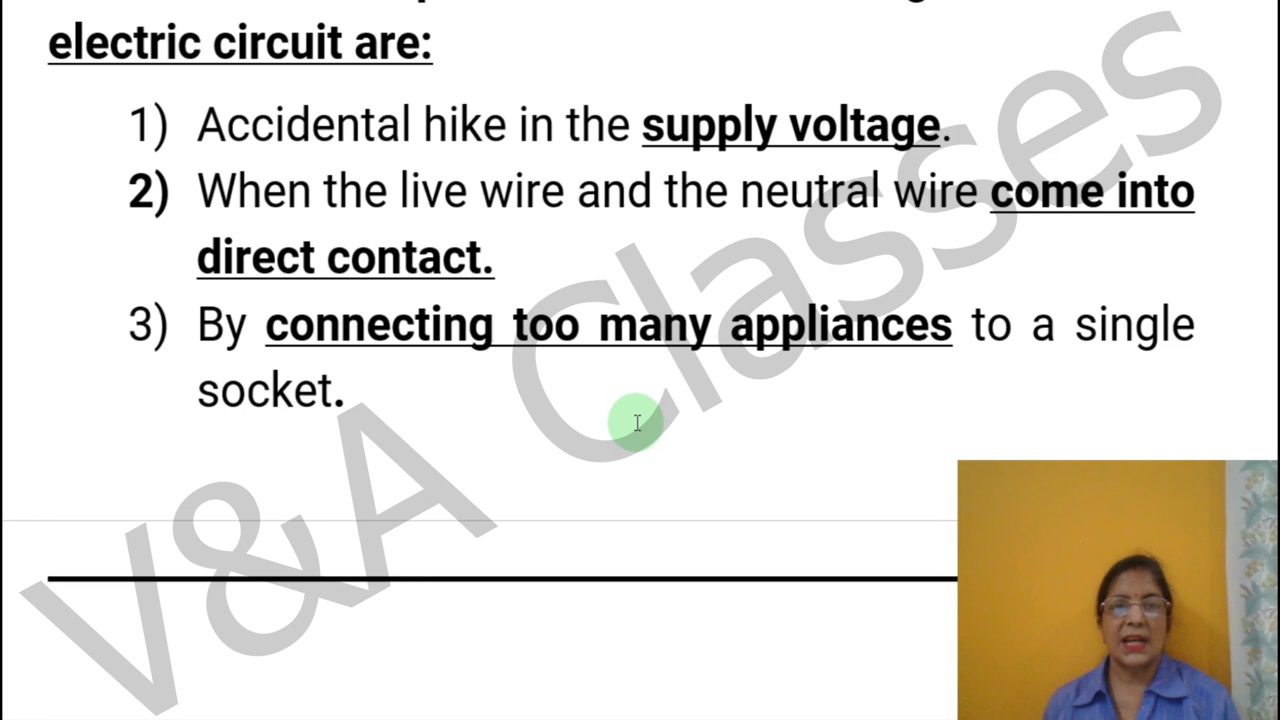 electric circuit are:
1) Accidental hike in the supply voltage.
2) When the live wire and the neutral wire come into
direct contact.
3) By connecting too many appliances to a single
socket.
V&A Classes